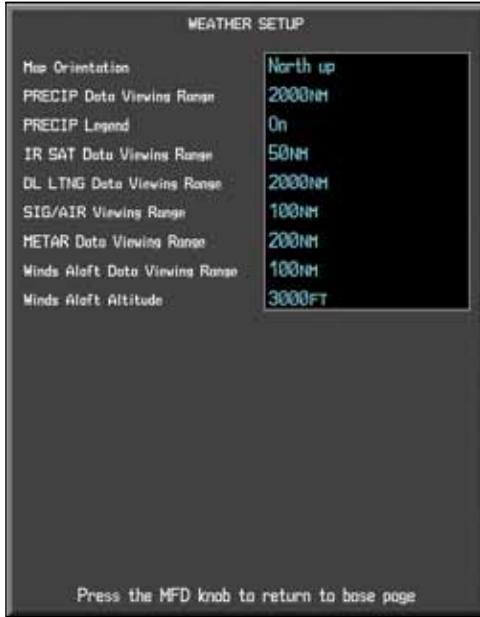 WEATHER SETUP
Map Orientation North up
PRECIP Data Viewing Range 2000NM
PRECIP Legend On
IR SAT Data Viewing Range 50NM
DL LTNG Data Viewing Range 2000NM
SIG/AIR Viewing Range 100NM
METAR Data Viewing Range 200NM
Winds Aloft Data Viewing Range 100NM
Winds Aloft Altitude 3000FT
Press the MFD knob to return to base page